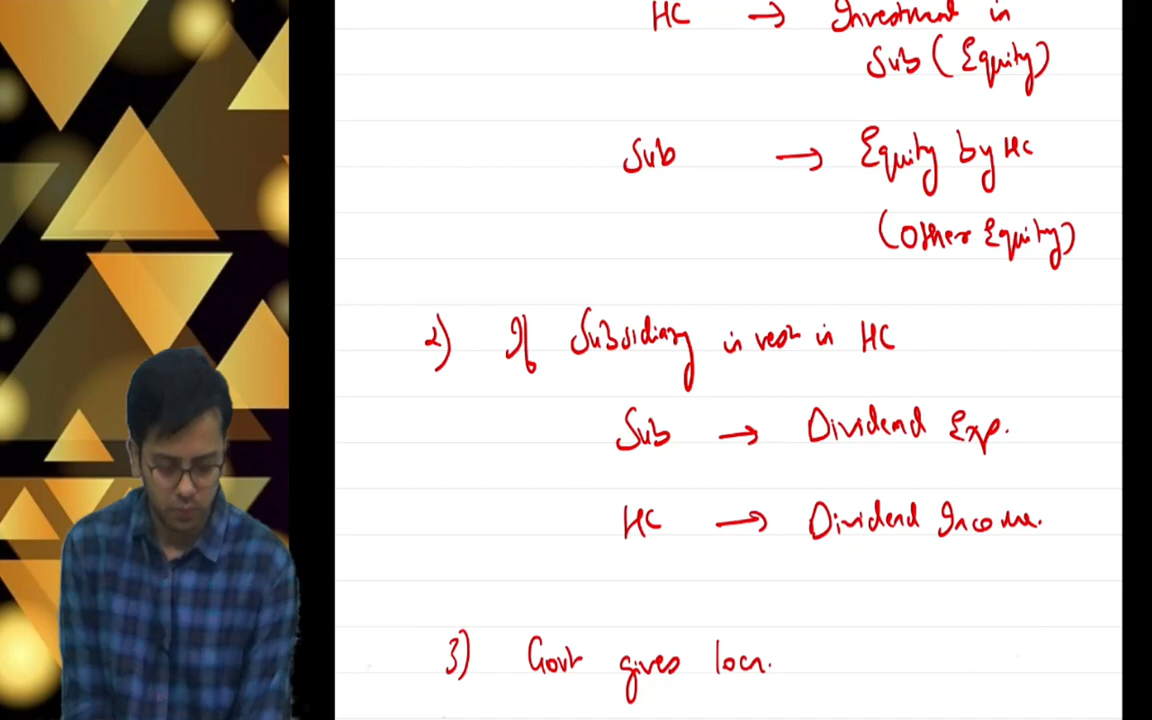 HC → Investment in
Sub (Equity)
Sub → Equity by HC
(Other Equity)
2) If Subsidiary invest in HC
Sub → Dividend Exp.
HC → Dividend Income.
3) Govt gives loan.